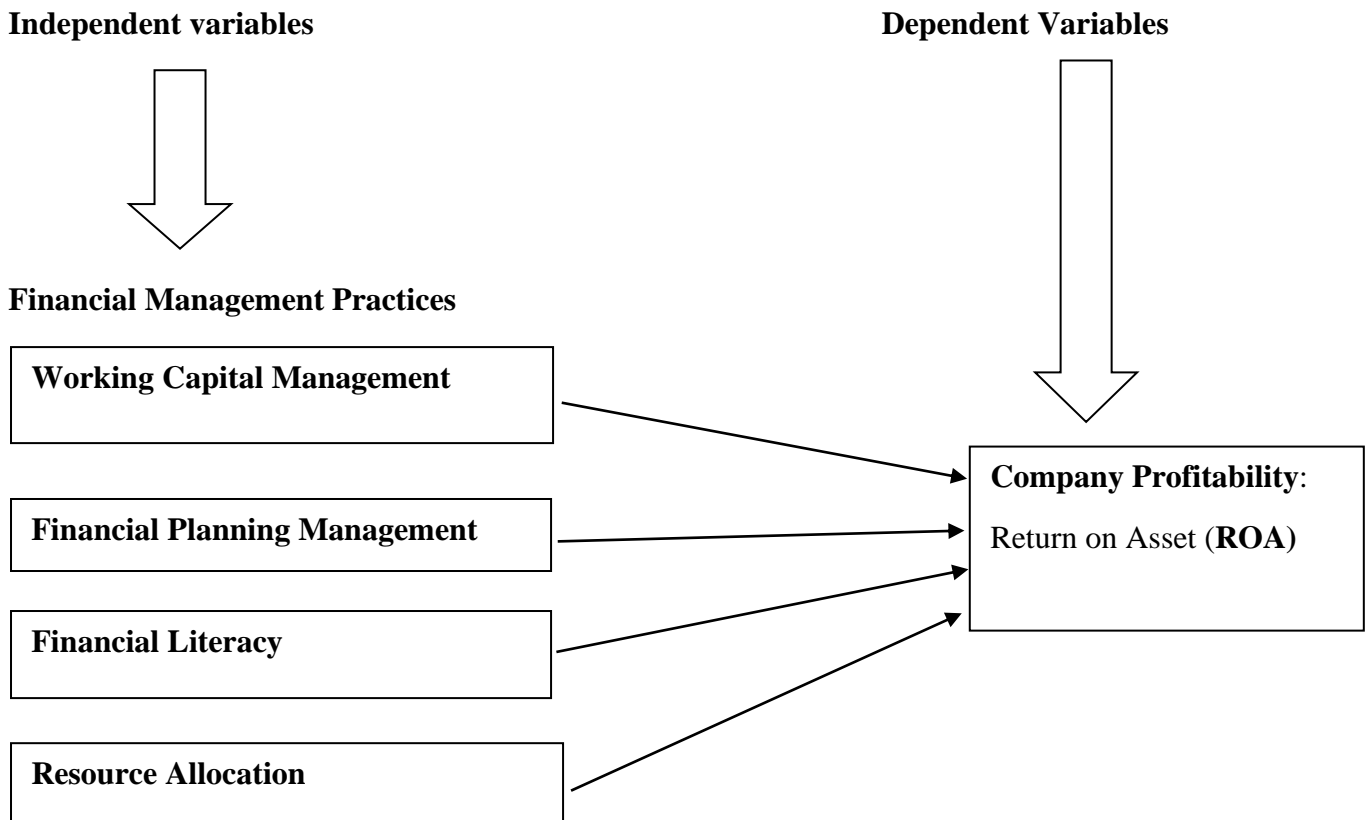 Independent variables
Dependent Variables
Financial Management Practices
Working Capital Management
Financial Planning Management
Financial Literacy
Resource Allocation
Company Profitability:
Return on Asset (ROA)